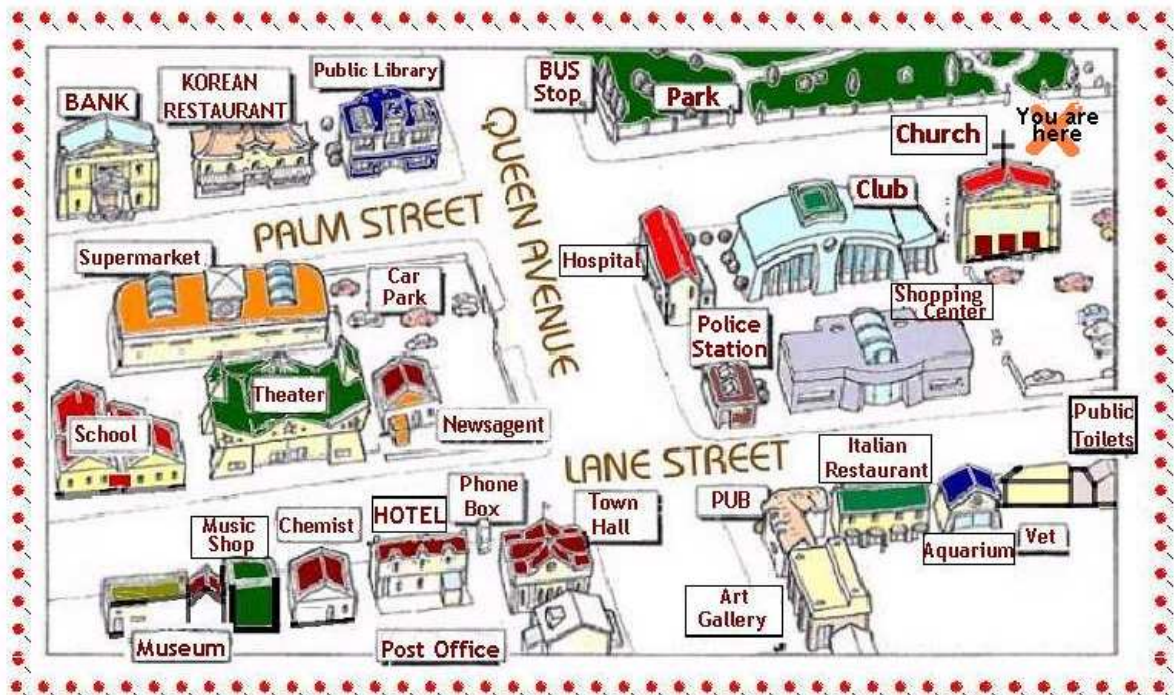 BANK
KOREAN
RESTAURANT
Public Library
QUEEN AVENUE
BUS
Stop
Park
Church
You are
here
PALM STREET
Club
Supermarket
Car
Park
Hospital
Shopping
Center
Police
Station
School
Theater
Newsagent
LANE STREET
Italian
Restaurant
Public
Toilets
Music
Shop
Chemist
HOTEL
Phone
Box
Town
Hall
PUB
Aquarium
Vet
Museum
Post Office
Art
Gallery